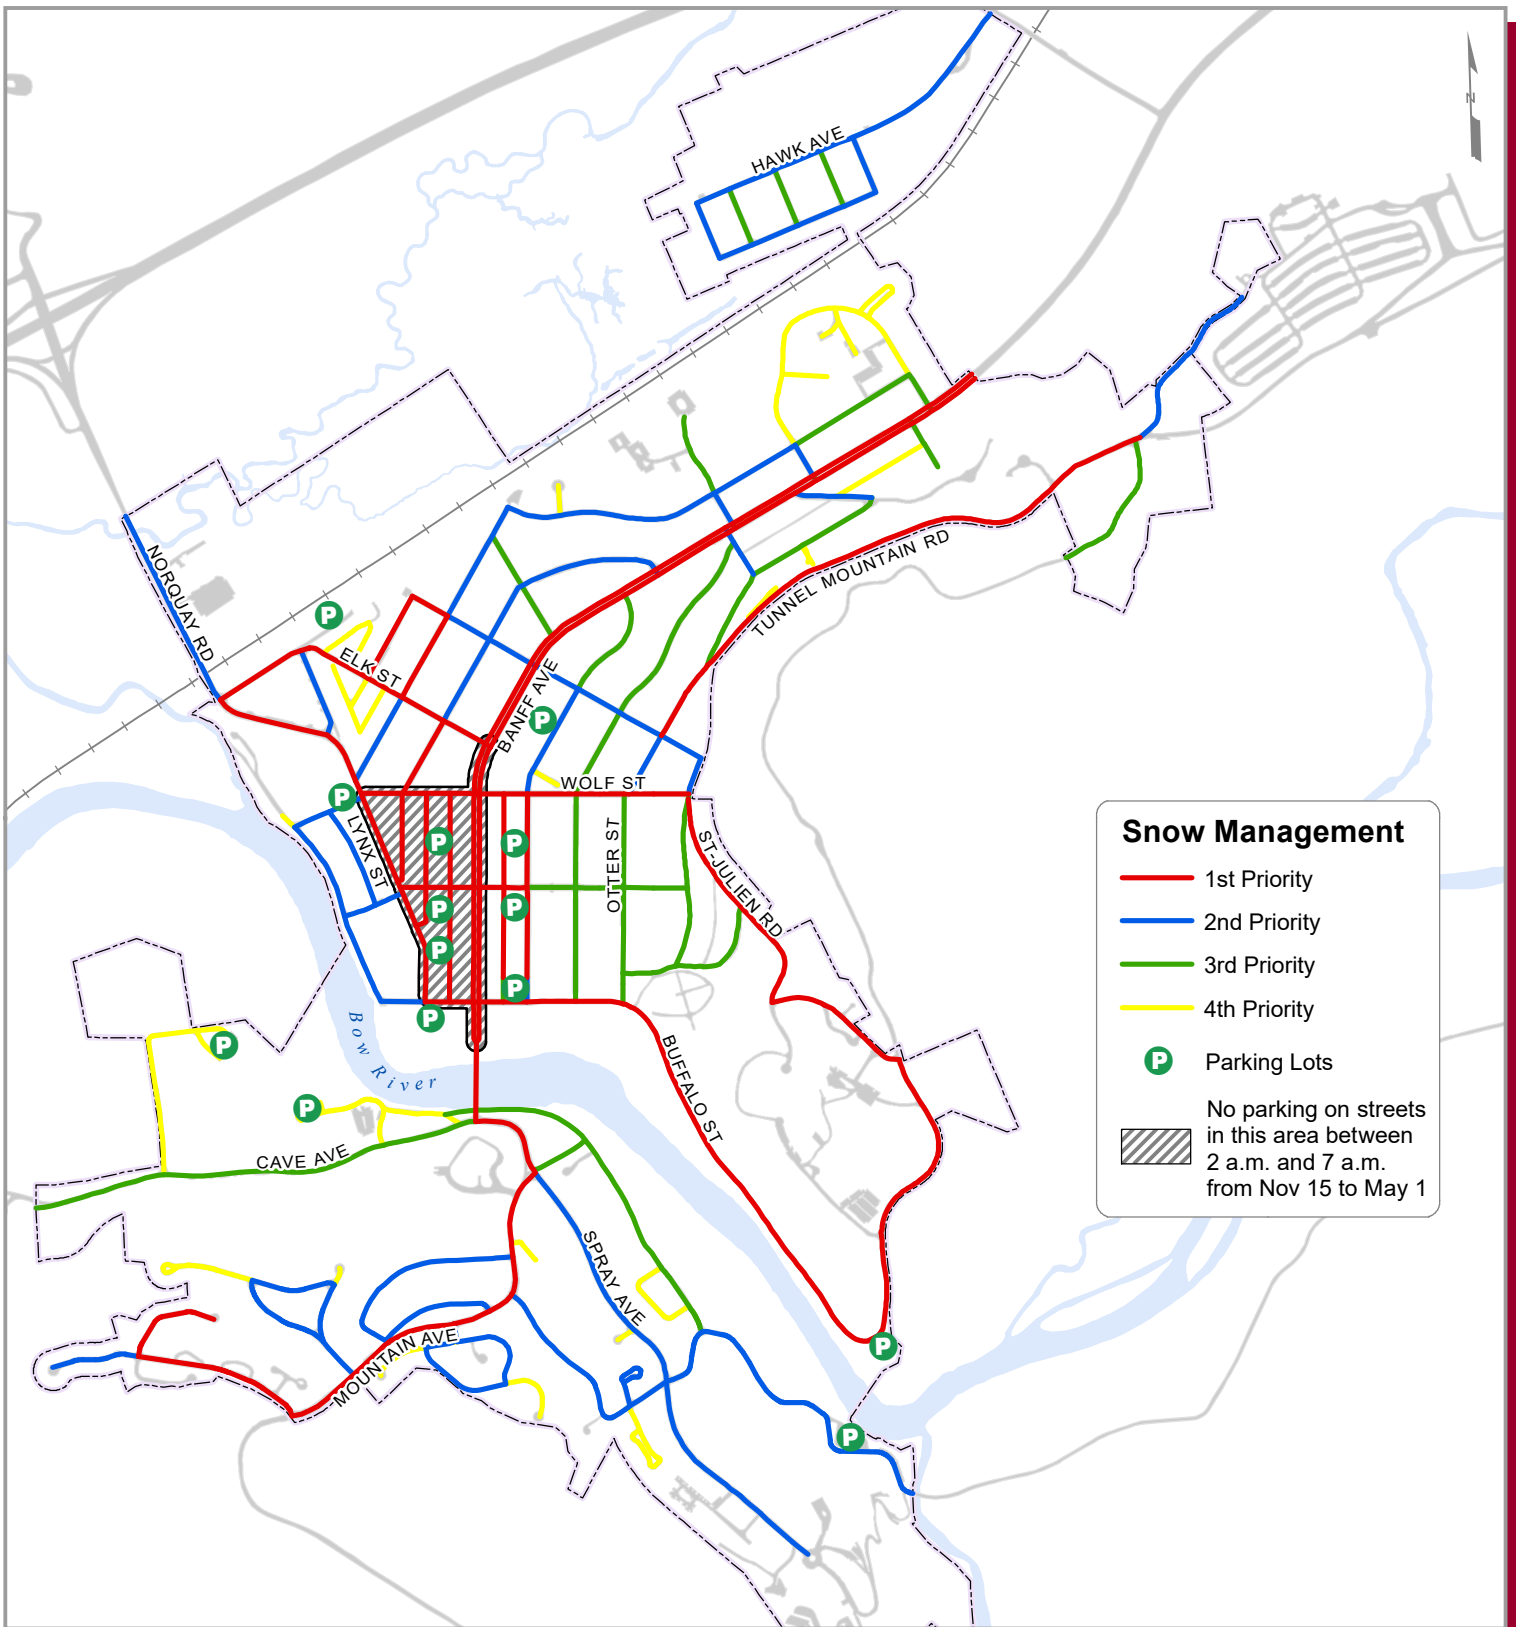 HAWK AVE
N
NORQUAY RD
P
ELK ST
TUNNEL MOUNTAIN RD
BANFF AVE
P
WOLF ST
P
LYNX ST
P
P
OTTER ST
ST-JULIEN RD
P
P
P
P
P
Bow River
P
P
CAVE AVE
BUFFALO ST
SPRAY AVE
MOUNTAIN AVE
P
P
Snow Management
1st Priority
2nd Priority
3rd Priority
4th Priority
P Parking Lots
No parking on streets
in this area between
2 a.m. and 7 a.m.
from Nov 15 to May 1